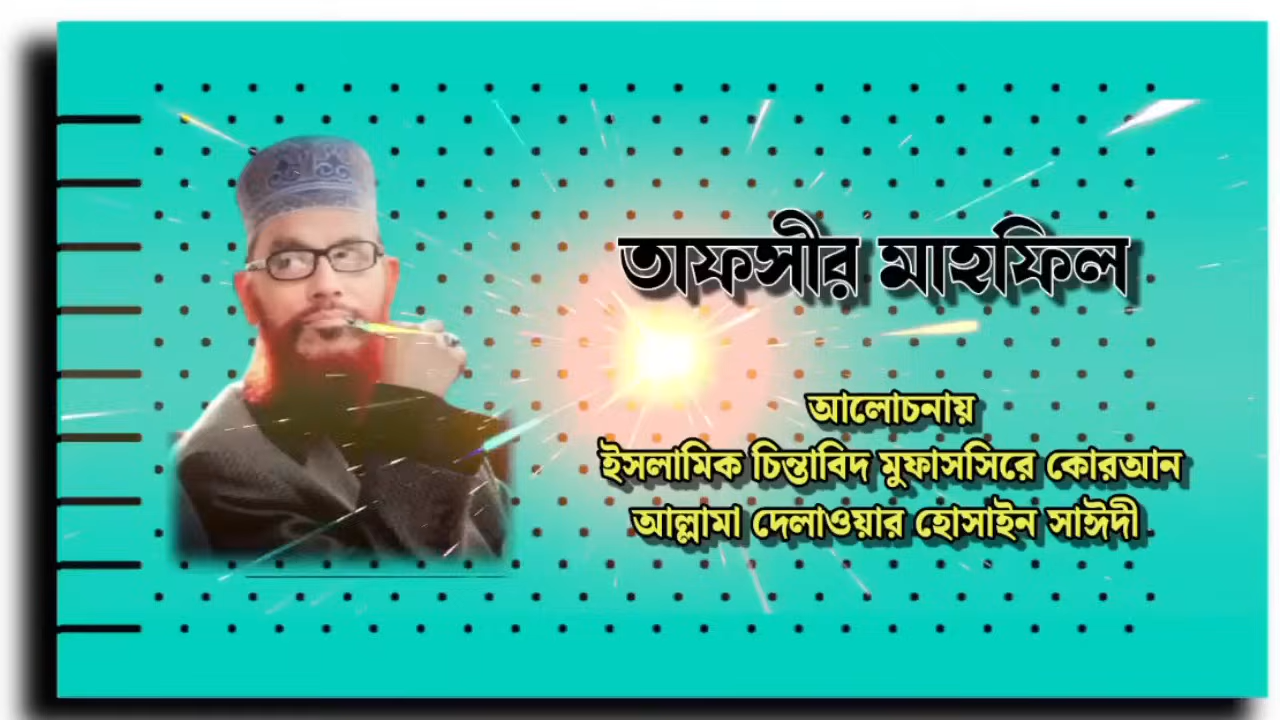 তাফসীর মাহফিল
আলোচনায়
ইসলামিক চিন্তাবিদ মুফাসসিরে কোরআন
আল্লামা দেলাওয়ার হোসাইন সাঈদী